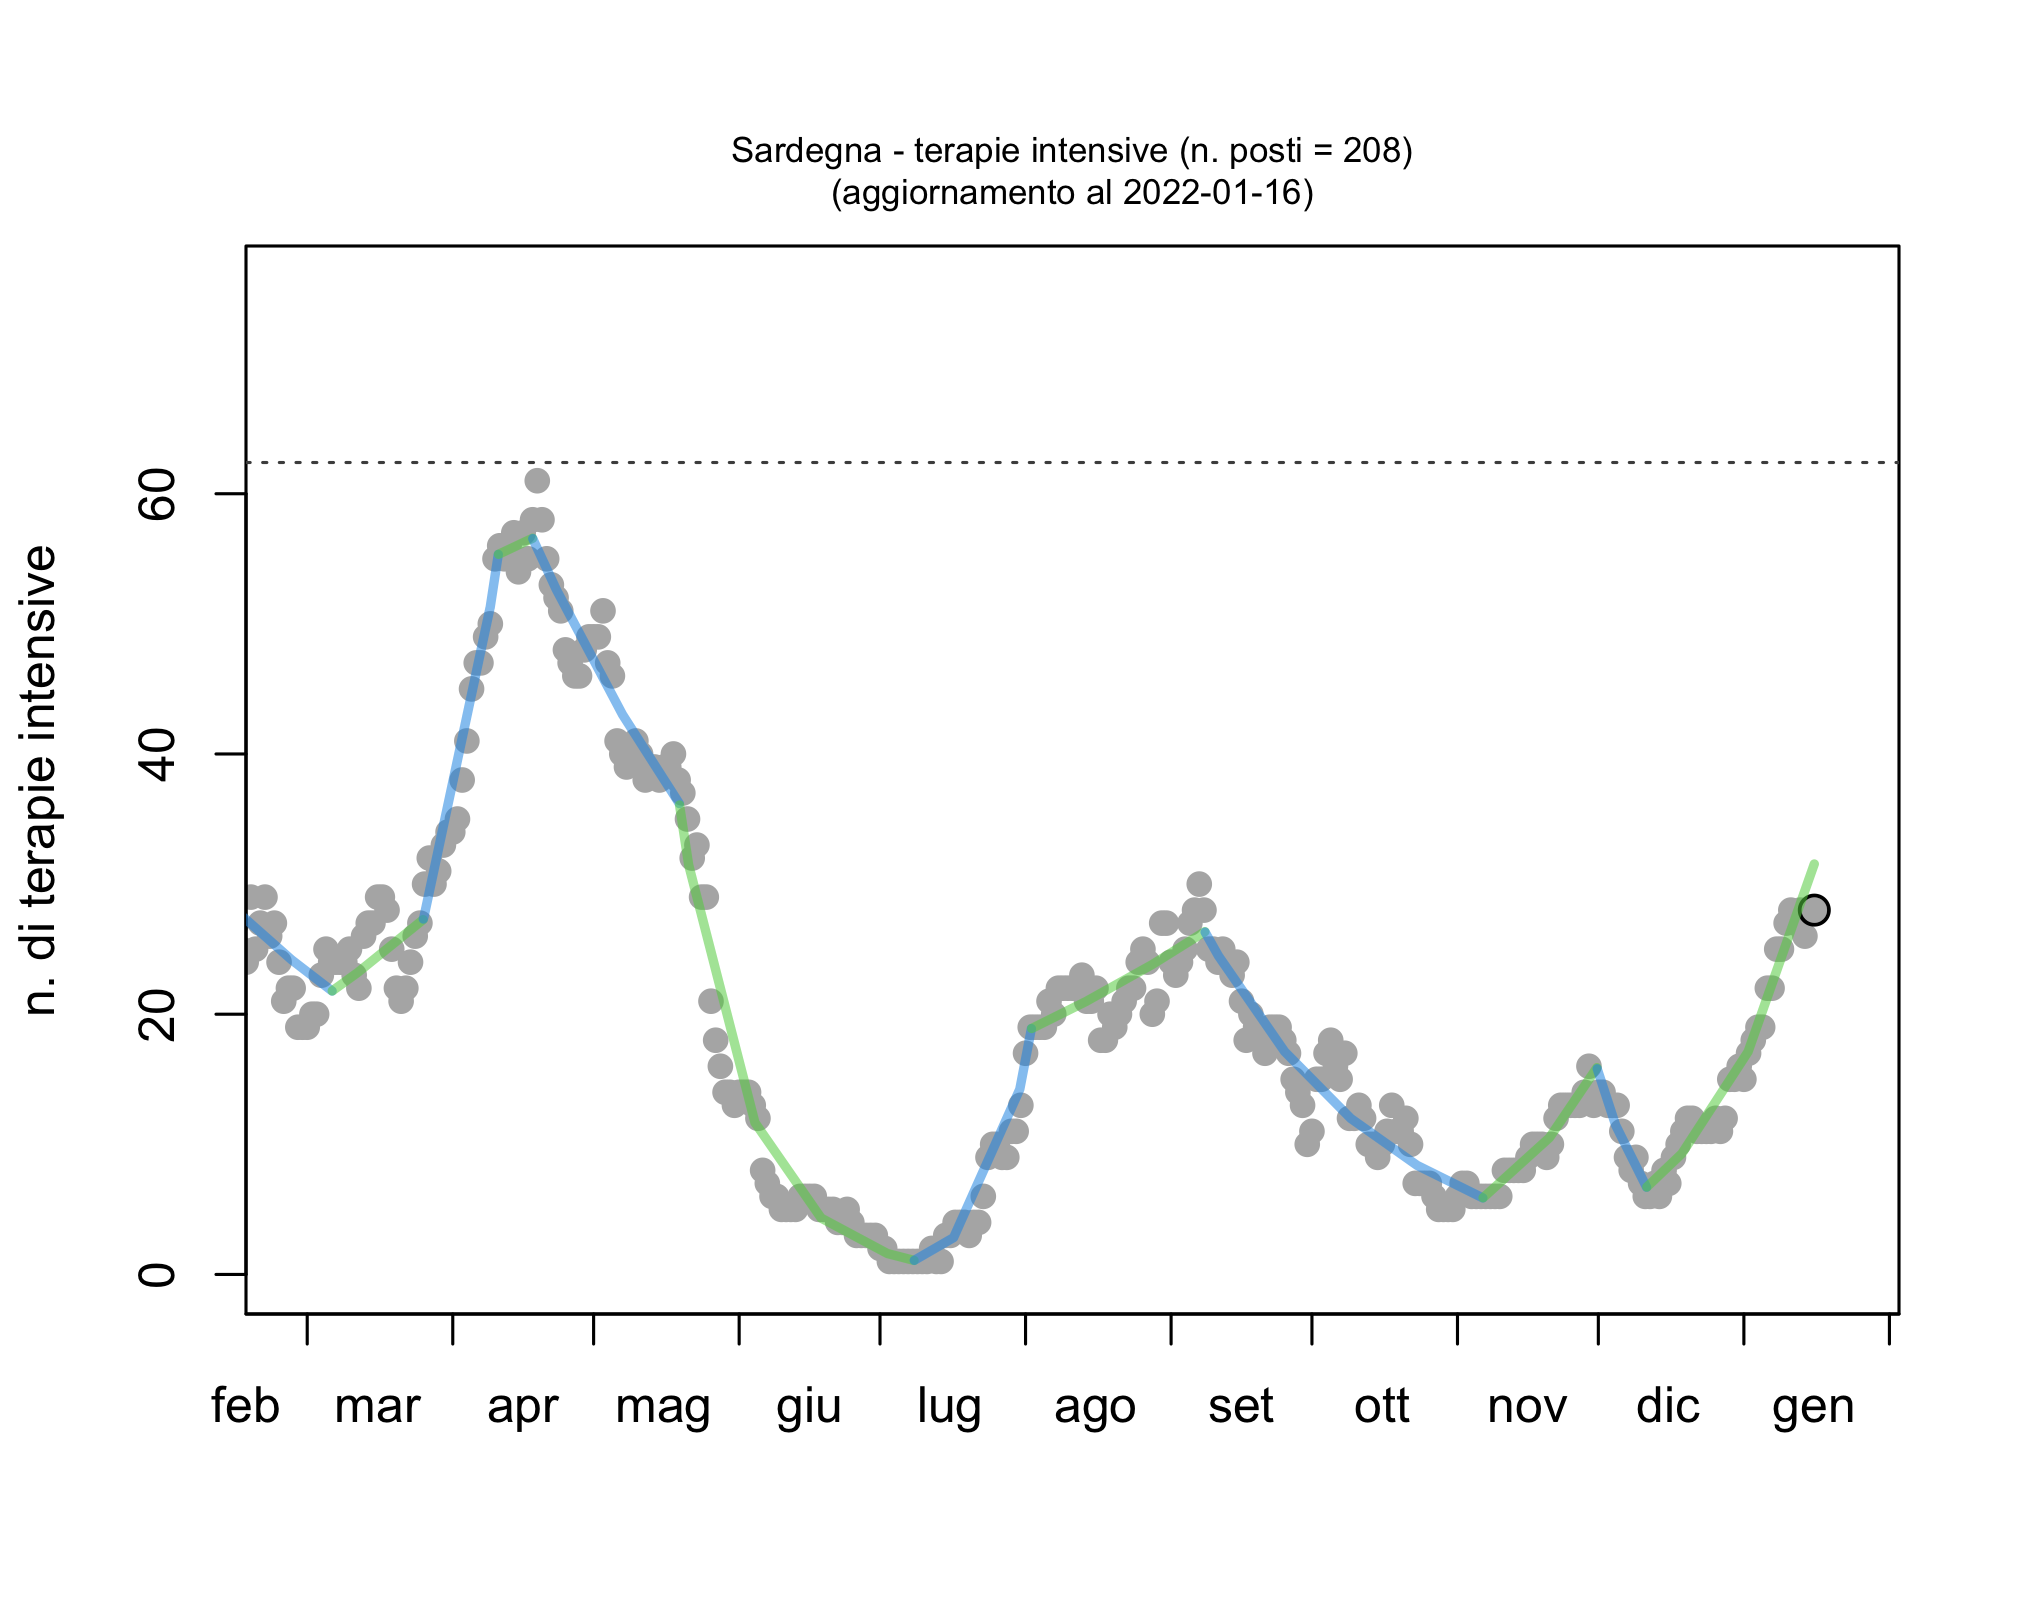 Sardegna - terapie intensive (n. posti = 208)
(aggiornamento al 2022-01-16)
n. di terapie intensive
60
40
20
0
feb mar apr mag giu lug ago set ott nov dic gen